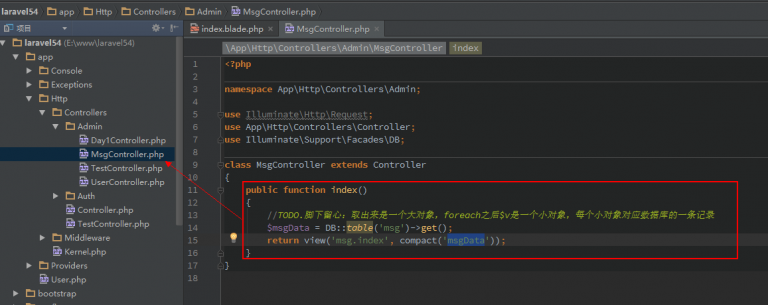 laravel54 app Http Controllers Admin MsgController.php
项目
index.blade.php × MsgController.php ×
laravel54 (E:\www\laravel54)
app
Console
Exceptions
Http
Controllers
Admin
Day1Controller.php
MsgController.php
TestController.php
UserController.php
Auth
Controller.php
TestController.php
Middleware
Kernel.php
Providers
User.php
bootstrap
\App\Http\Controllers\Admin\MsgController index
1 <?php
2
3 namespace App\Http\Controllers\Admin;
4
5 use Illuminate\Http\Request;
6 use App\Http\Controllers\Controller;
7 use Illuminate\Support\Facades\DB;
8
9 class MsgController extends Controller
10 {
11 public function index()
12 {
13 //TODO.脚下留心：取出来是一个大对象，foreach之后$v是一个小对象，每个小对象对应数据库的一条记录
14 $msgData = DB::table('msg')->get();
15 return view('msg.index', compact('msgData'));
16 }
17 }
18